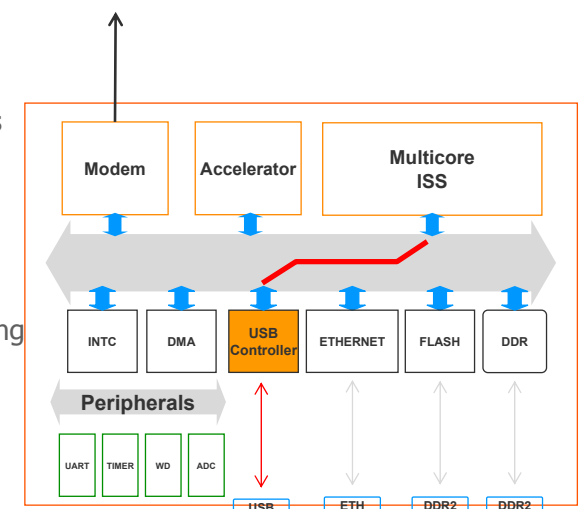 s
Modem
Accelerator
Multicore
ISS
ng
INTC
DMA
USB
Controller
ETHERNET
FLASH
DDR
Peripherals
UART
TIMER
WD
ADC
USB
ETH
DDR2
DDR2